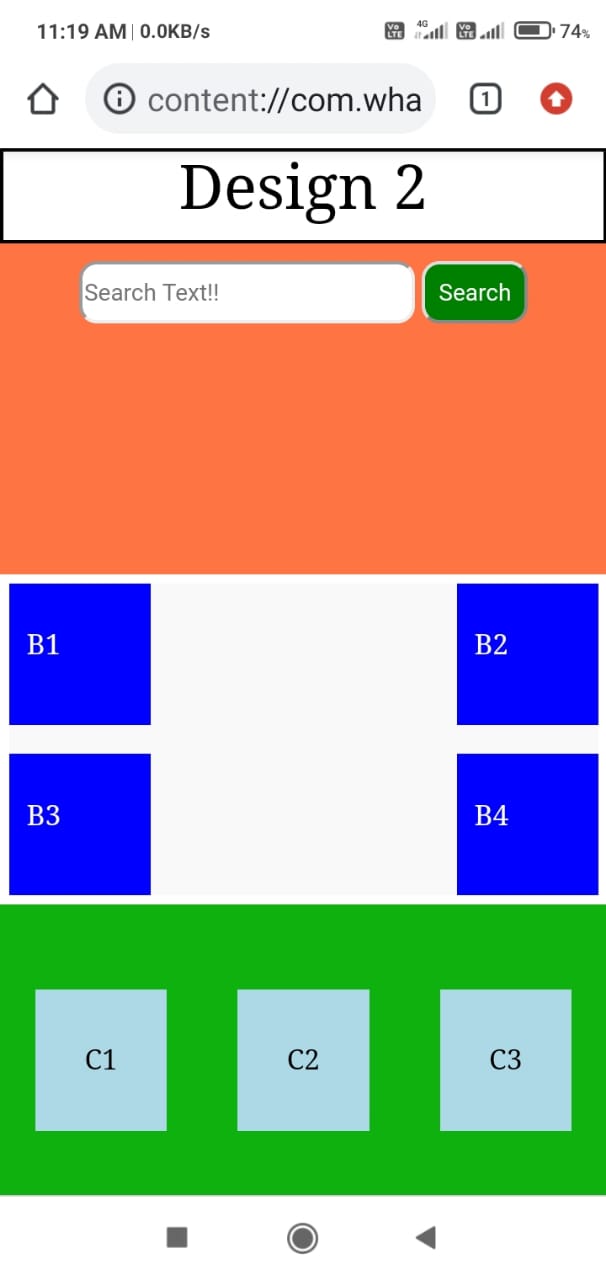 11:19 AM | 0.0KB/s Vo LTE 4G Vo LTE 74%
content://com.wha 1
Design 2
Search Text!! Search
B1 B2
B3 B4
C1 C2 C3